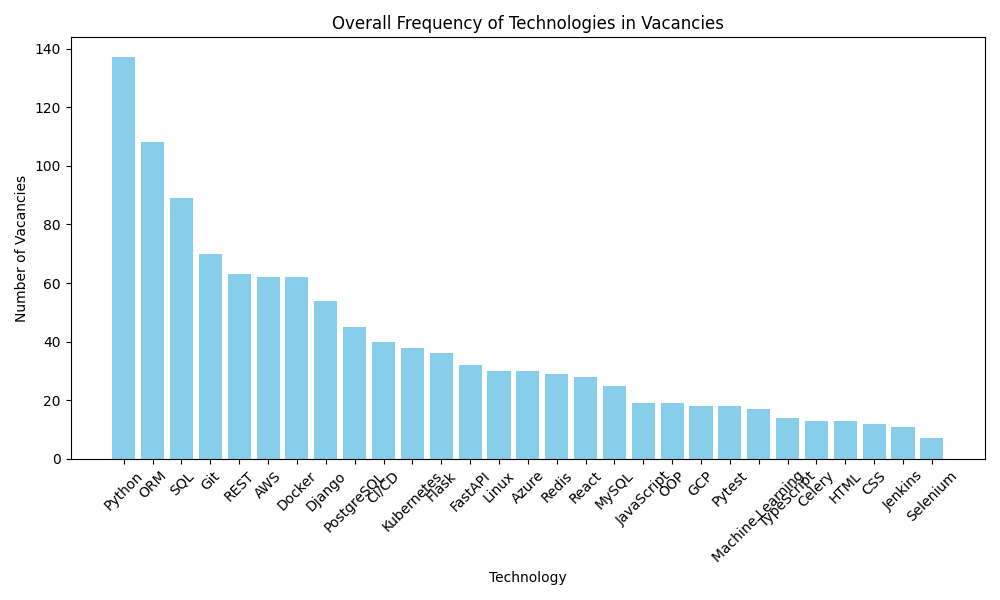 Overall Frequency of Technologies in Vacancies
Number of Vacancies
140
120
100
80
60
40
20
0
Python
ORM
SQL
Git
REST
AWS
Docker
Django
PostgreSQL
CI/CD
Kubernetes
Flask
FastAPI
Linux
Azure
Redis
React
MySQL
JavaScript
OOP
GCP
Pytest
Machine Learning
TypeScript
Celery
HTML
CSS
Jenkins
Selenium
Technology